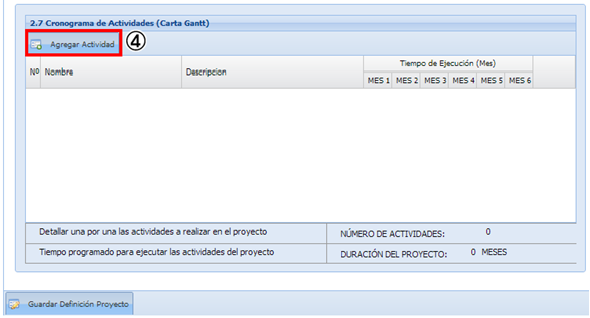 2.7 Cronograma de Actividades (Carta Gantt)
Agregar Actividad ④
Nº Nombre Descripcion Tiempo de Ejecución (Mes)
MES 1 MES 2 MES 3 MES 4 MES 5 MES 6
Detallar una por una las actividades a realizar en el proyecto NÚMERO DE ACTIVIDADES: 0
Tiempo programado para ejecutar las actividades del proyecto DURACIÓN DEL PROYECTO: 0 MESES
Guardar Definición Proyecto